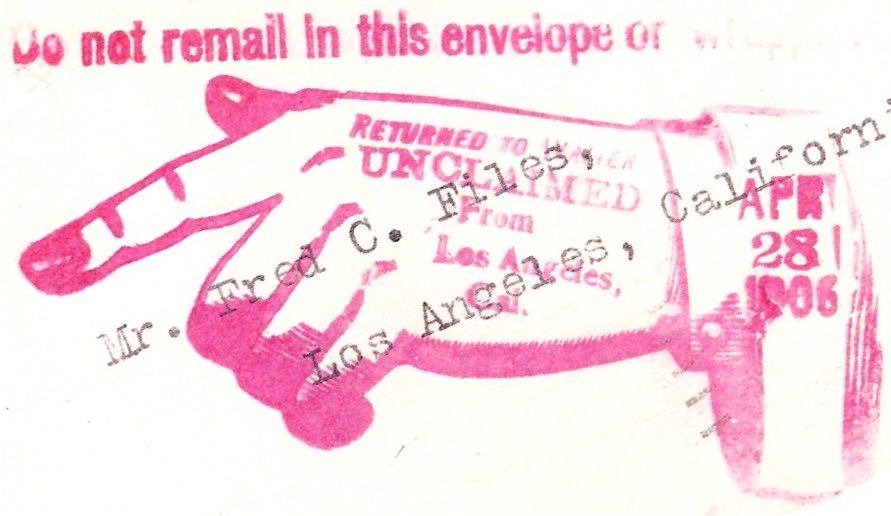 Do not remail in this envelope or
RETURNED TO WRITER
UNCLAIMED
From
Los Angeles,
Cal.
APR
28
1906
Mr. Fred C. Files,
Los Angeles, Californi